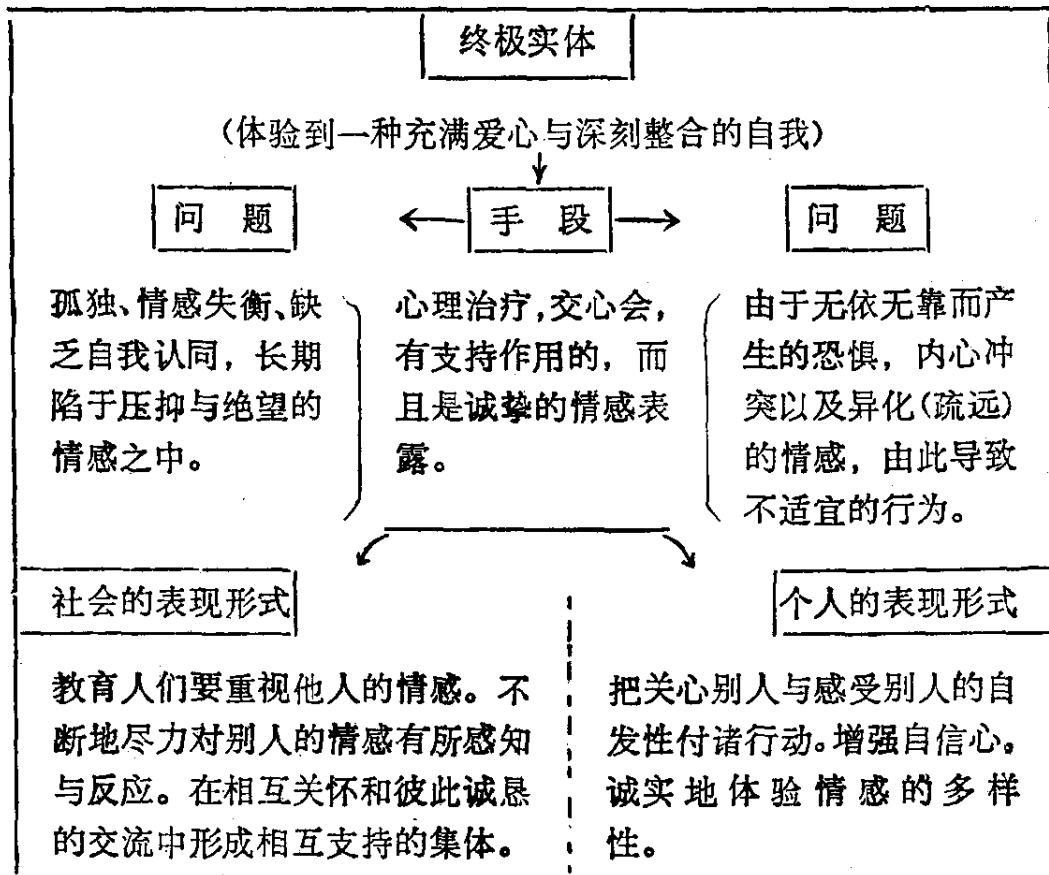 终极实体
(体验到一种充满爱心与深刻整合的自我)
问 题
手 段
问 题
孤独、情感失衡、缺
乏自我认同，长期
陷于压抑与绝望的
情感之中。
心理治疗，交心会，
有支持作用的，而
且是诚挚的情感表
露。
由于无依无靠而产
生的恐惧，内心冲
突以及异化(疏远)
的情感，由此导致
不适宜的行为。
社会的表现形式
教育人们要重视他人的情感。不
断地尽力对别人的情感有所感知
与反应。在相互关怀和彼此诚恳
的交流中形成相互支持的集体。
个人的表现形式
把关心别人与感受别人的自
发性付诸行动。增强自信心。
诚实地体验情感的多样
性。